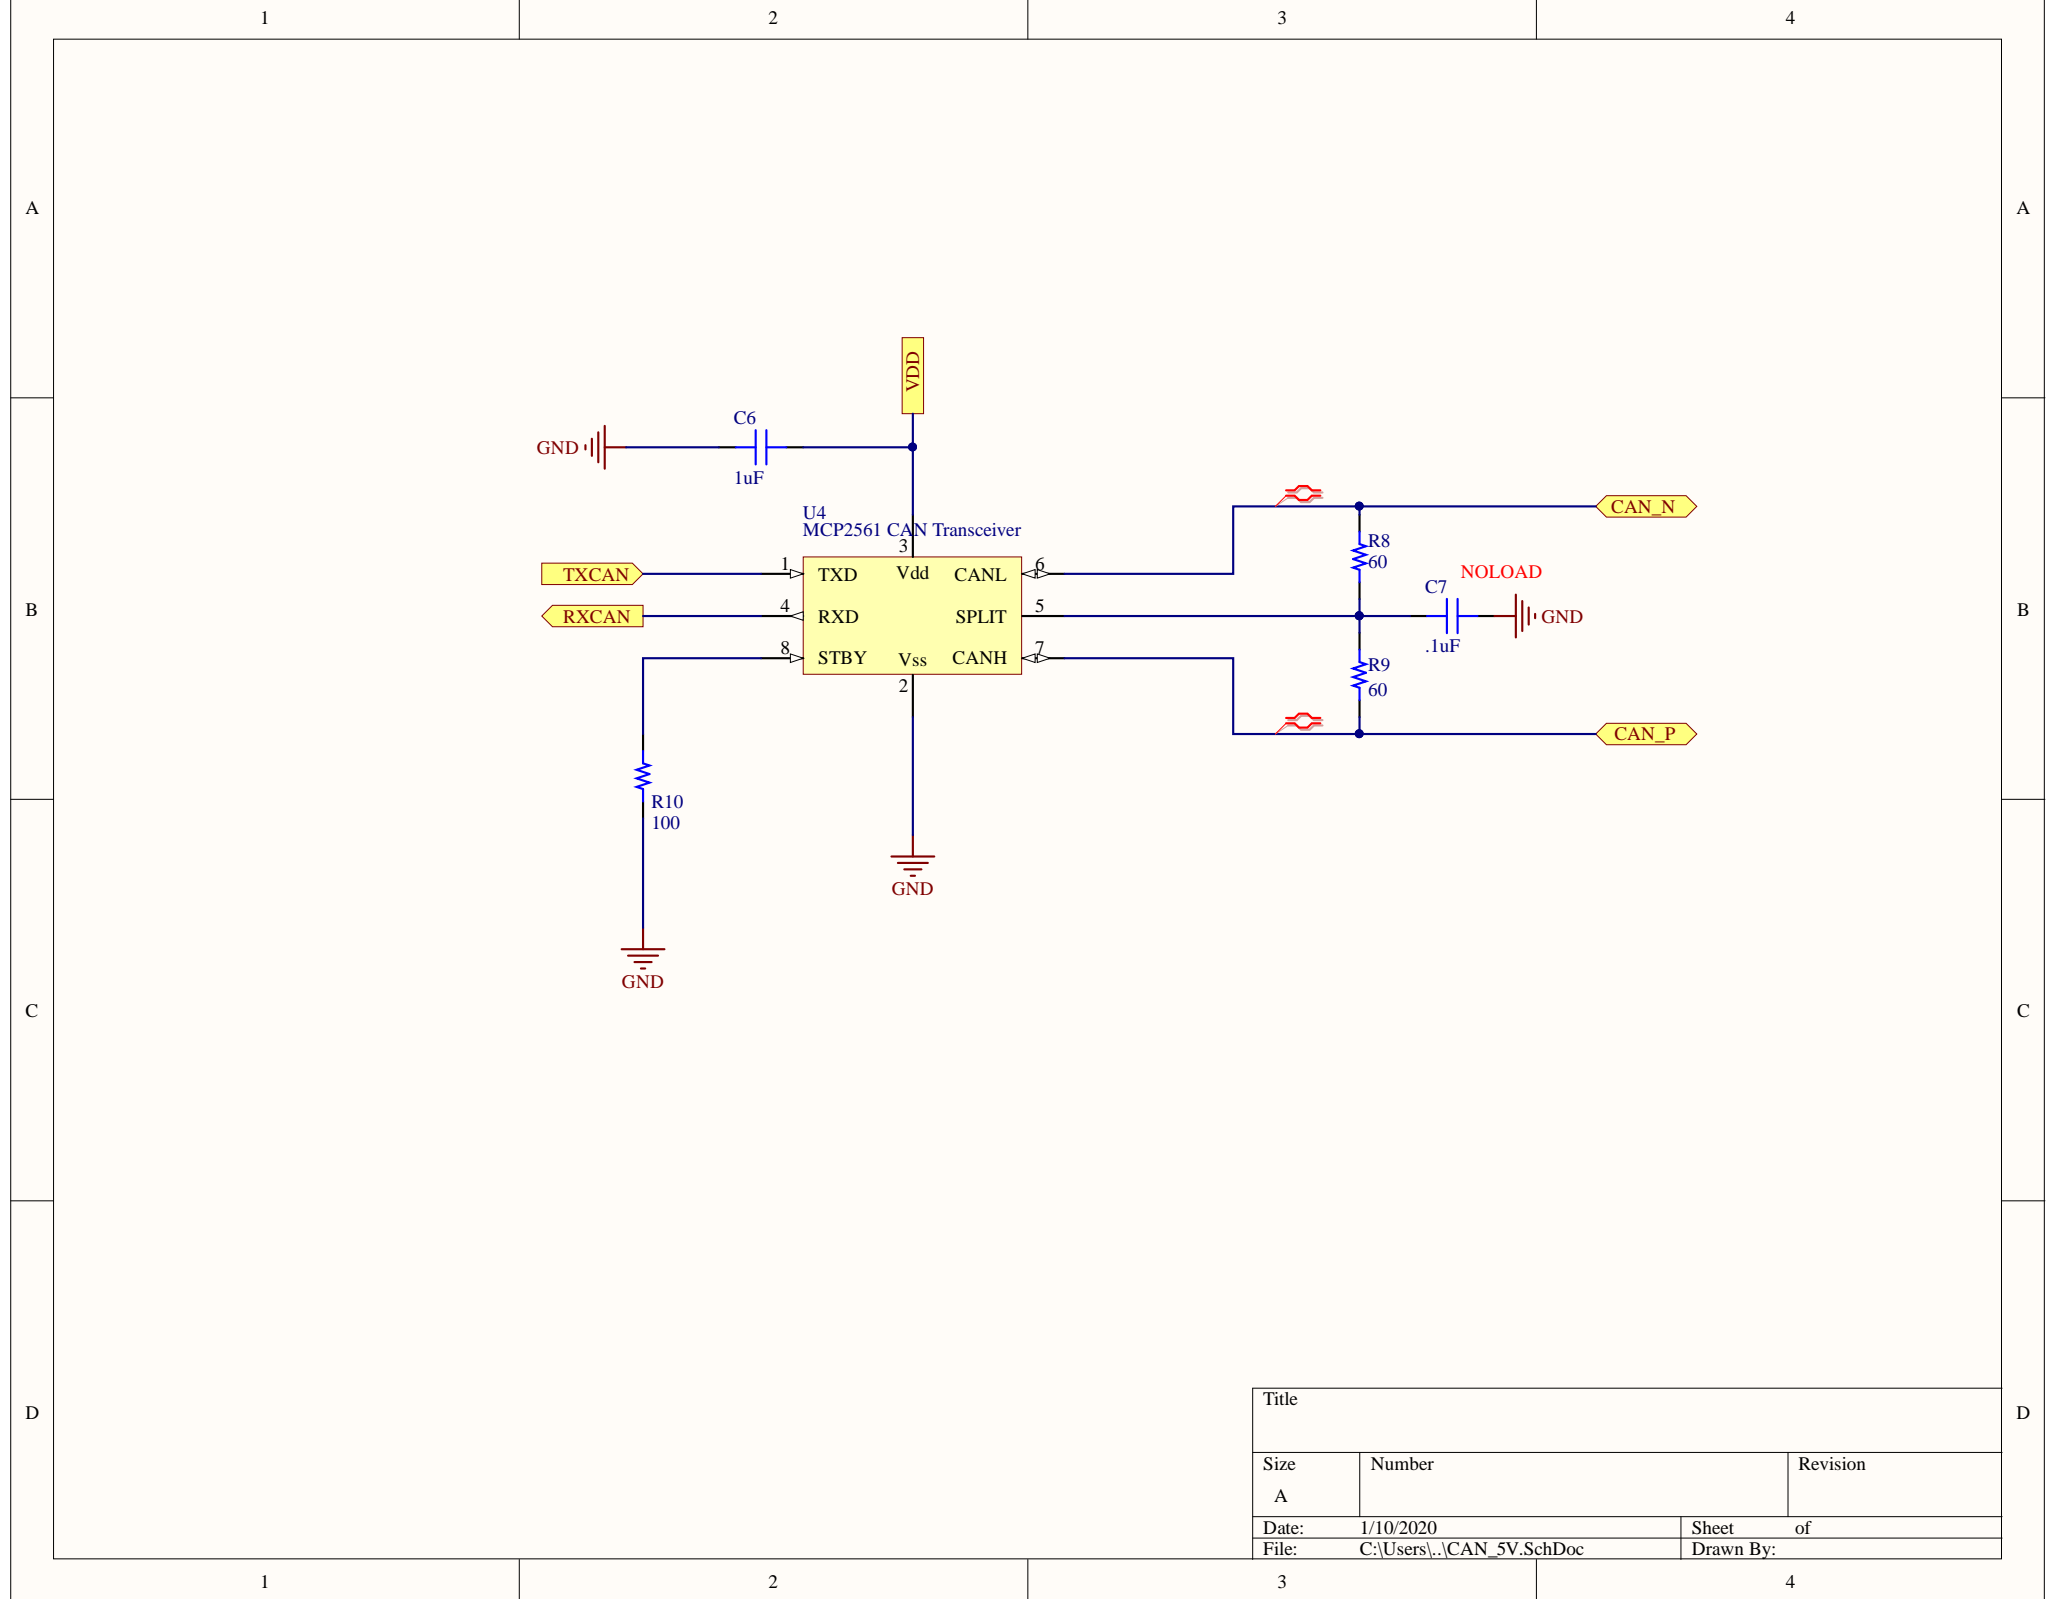 1 2 3 4
A A
VDD
C6
GND
1uF
U4
MCP2561 CAN Transceiver
CAN_N
3
R8
60
NOLOAD
TXCAN 1 TXD Vdd CANL 6
C7
B RXCAN 4 RXD SPLIT 5 GND B
.1uF
8 STBY Vss CANH 7
R9
60
2
CAN_P
R10
100
GND
GND
C C
Title
D D
Size Number Revision
A
Date: 1/10/2020 Sheet of
File: C:\Users\..\CAN_5V.SchDoc Drawn By:
1 2 3 4